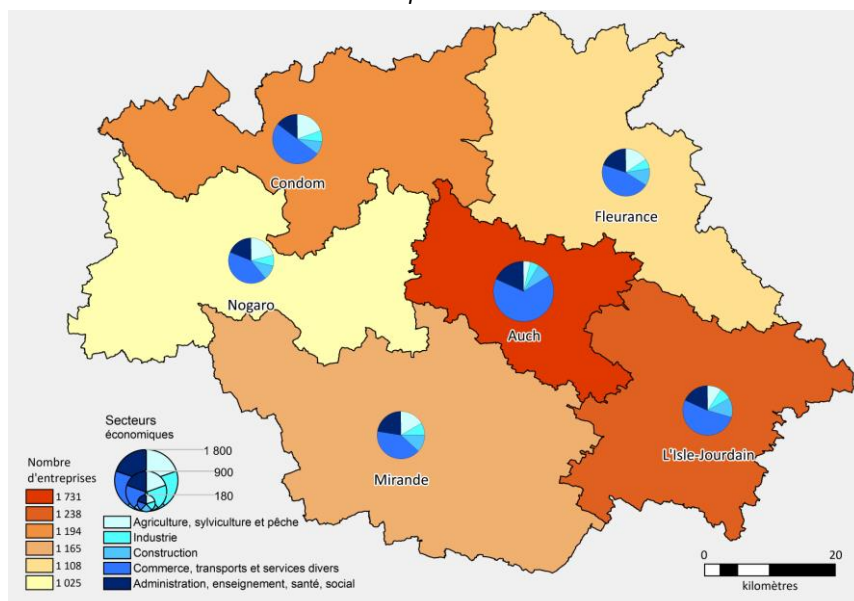 Condom
Fleurance
Nogaro
Auch
Mirande
L'Isle-Jourdain
Secteurs
économiques
1 800
900
180
Nombre
d'entreprises
1 731
1 238
1 194
1 165
1 108
1 025
Agriculture, sylviculture et pêche
Industrie
Construction
Commerce, transports et services divers
Administration, enseignement, santé, social
0 20
kilomètres